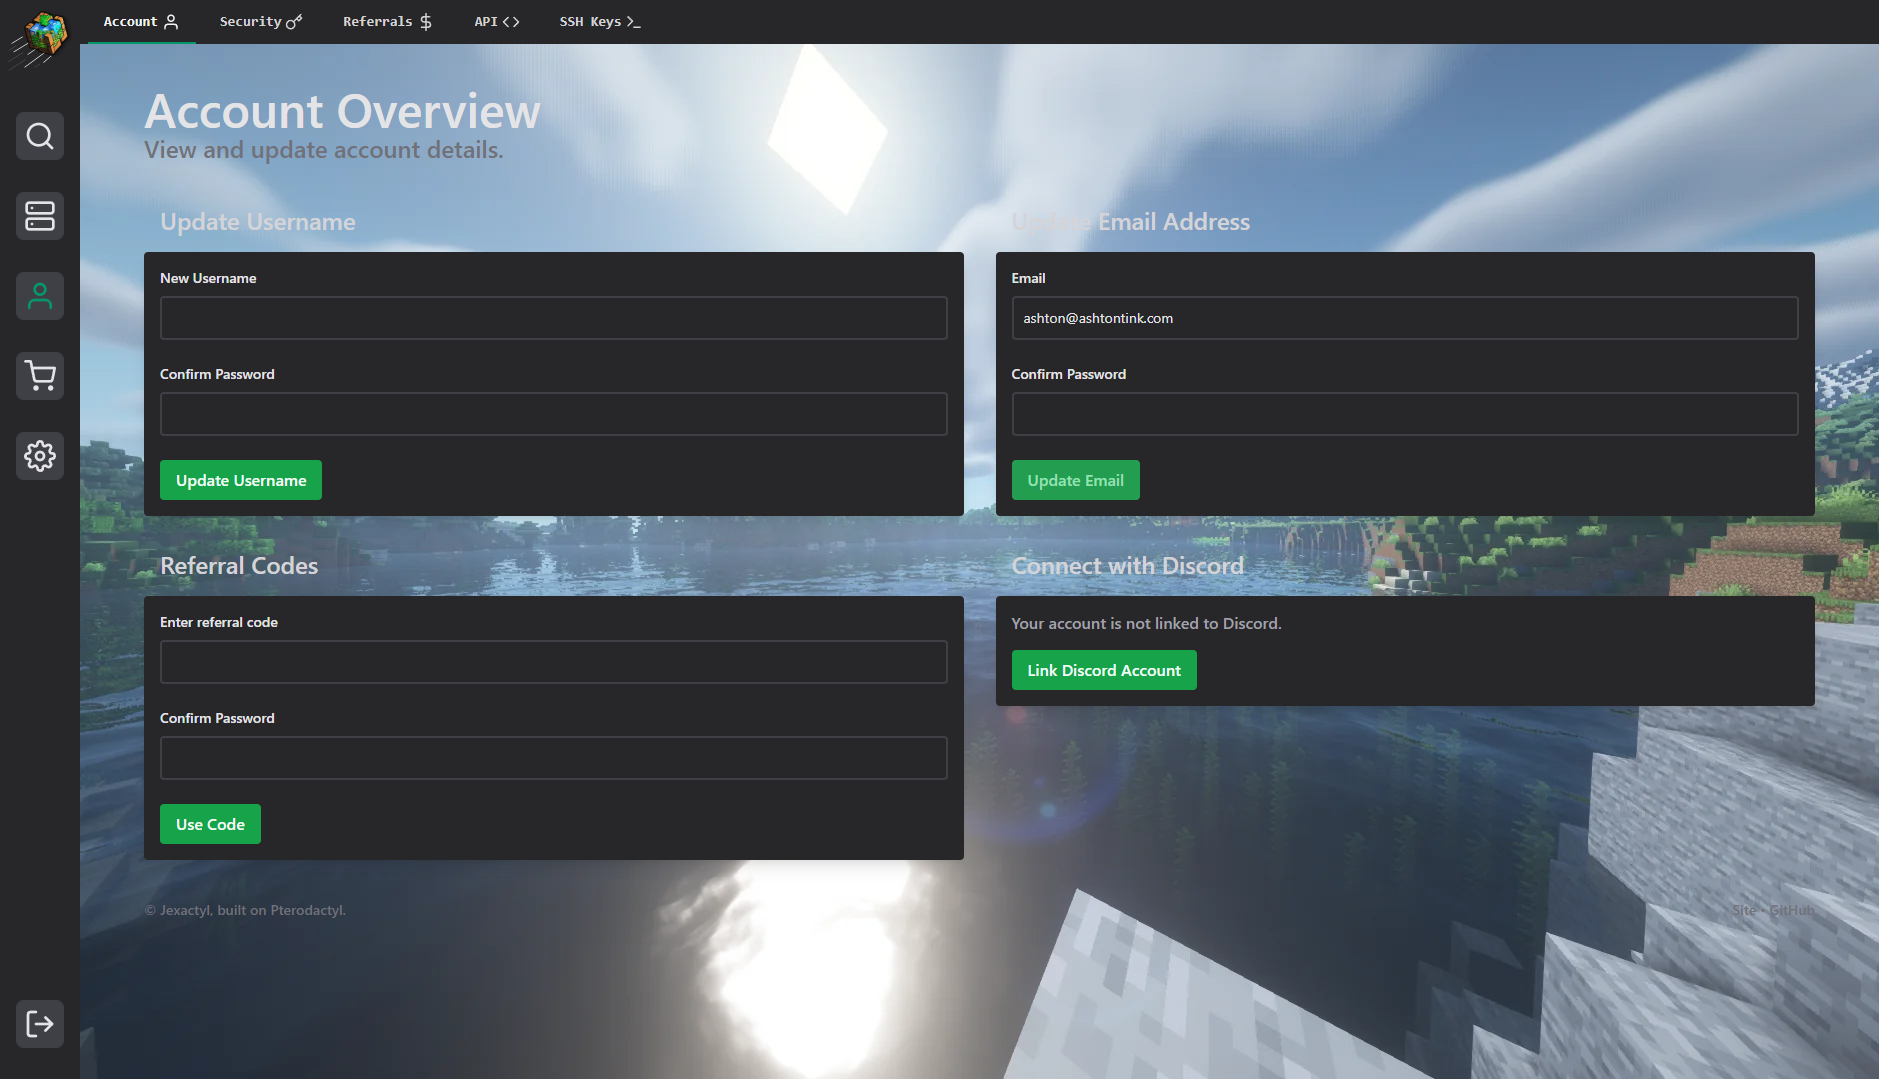 Account
Security
Referrals
API
SSH Keys
Account Overview
View and update account details.
Update Username
New Username
Confirm Password
Update Username
Update Email Address
Email
ashton@ashtontink.com
Confirm Password
Update Email
Referral Codes
Enter referral code
Confirm Password
Use Code
Connect with Discord
Your account is not linked to Discord.
Link Discord Account
© Jexactyl, built on Pterodactyl.
Site • GitHub